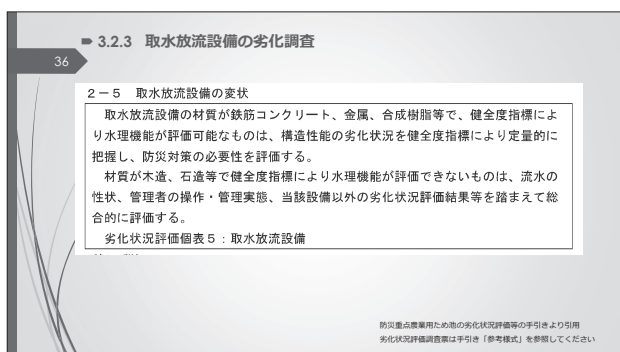 3.2.3 取水放流設備の劣化調査
36
2－5 取水放流設備の変状
取水放流設備の材質が鉄筋コンクリート、金属、合成樹脂等で、健全度指標によ
り水理機能が評価可能なものは、構造性能の劣化状況を健全度指標により定量的に
把握し、防災対策の必要性を評価する。
材質が木造、石造等で健全度指標により水理機能が評価できないものは、流水の
性状、管理者の操作・管理実態、当該設備以外の劣化状況評価結果等を踏まえて総
合的に評価する。
劣化状況評価個表５：取水放流設備
防災重点農業用ため池の劣化状況評価等の手引きより引用
劣化状況評価調査票は手引き「参考様式」を参照してください